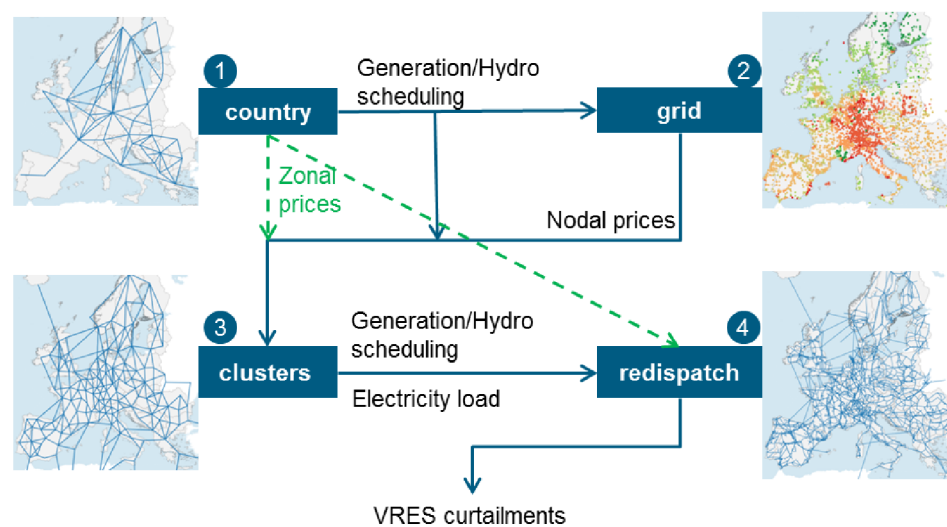 1
2
Generation/Hydro
scheduling
country
grid
Zonal
prices
Nodal prices
3
4
Generation/Hydro
scheduling
clusters
redispatch
Electricity load
VRES curtailments